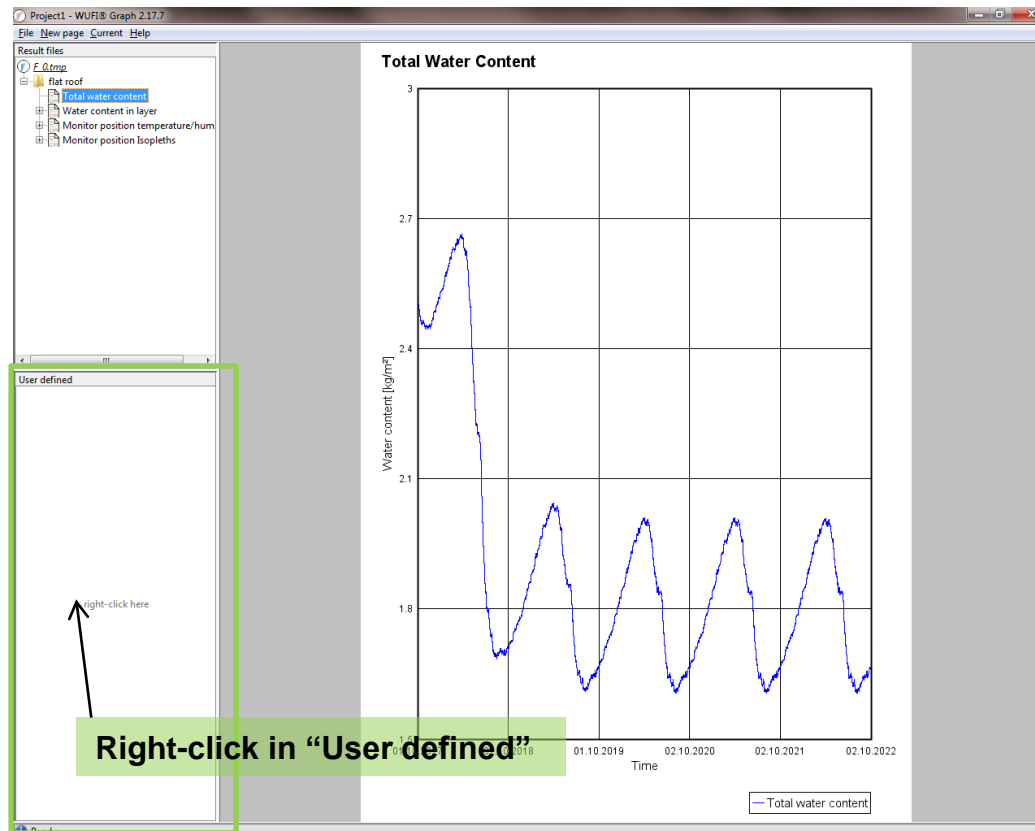 Project1 - WUFI® Graph 2.17.7
File New page Current Help
Result files
F_0.tmp
flat roof
Total water content
Water content in layer
Monitor position temperature/hum
Monitor position Isopleths
User defined
right-click here
Total Water Content
3
2.7
2.4
2.1
1.8
Water content [kg/m²]
01.10.2019
02.10.2020
02.10.2021
02.10.2022
Time
Total water content
Right-click in “User defined”